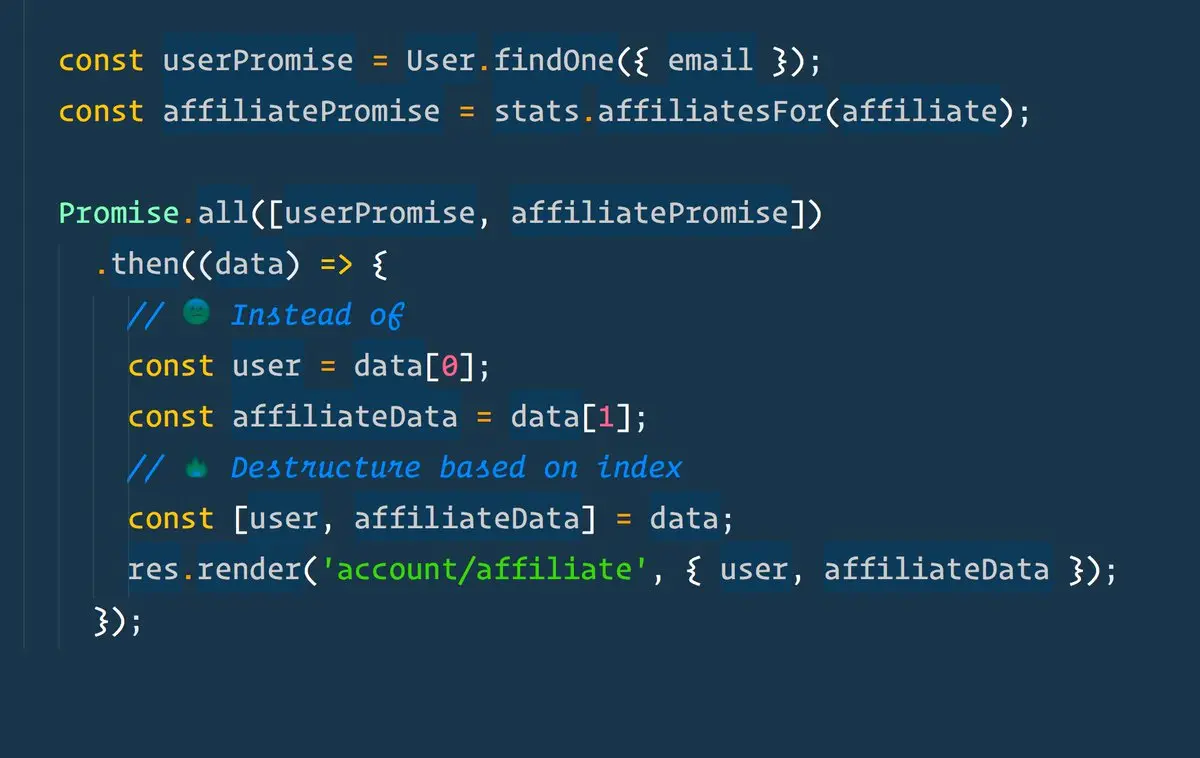 const userPromise = User.findOne({ email });
const affiliatePromise = stats.affiliatesFor(affiliate);
Promise.all([userPromise, affiliatePromise])
.then((data) => {
// 😐 Instead of
const user = data[0];
const affiliateData = data[1];
// 🔥 Destructure based on index
const [user, affiliateData] = data;
res.render('account/affiliate', { user, affiliateData });
});